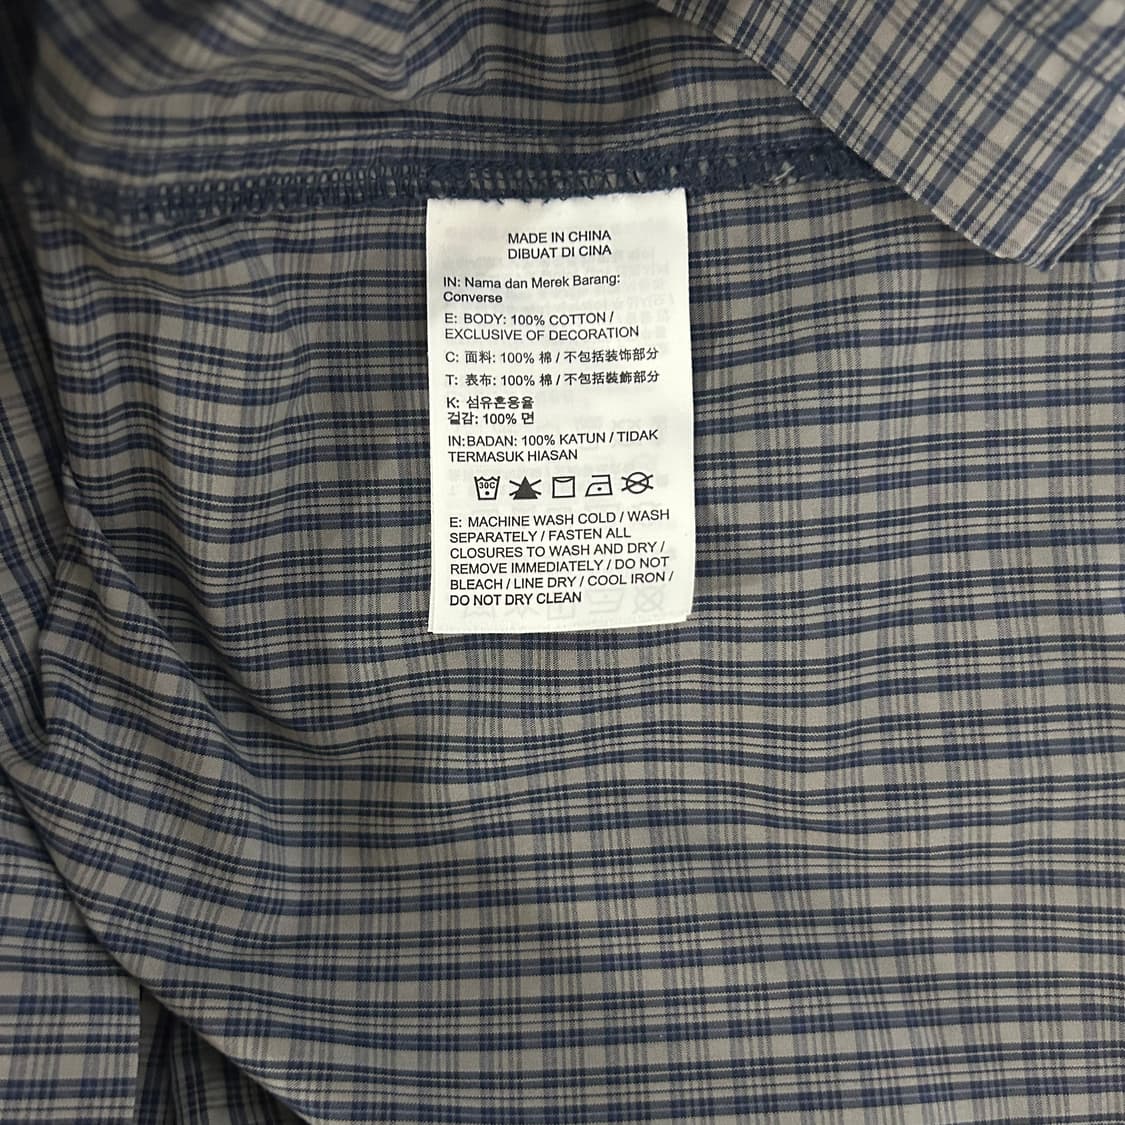 MADE IN CHINA
DIBUAT DI CINA
IN: Nama dan Merek Barang:
Converse
E: BODY: 100% COTTON /
EXCLUSIVE OF DECORATION
C: 面料: 100% 棉 / 不包括装饰部分
T: 表布: 100% 棉 / 不包括裝飾部分
K: 섬유혼용율
겉감: 100% 면
IN:BADAN: 100% KATUN / TIDAK
TERMASUK HIASAN
30C
E: MACHINE WASH COLD / WASH
SEPARATELY / FASTEN ALL
CLOSURES TO WASH AND DRY /
REMOVE IMMEDIATELY / DO NOT
BLEACH / LINE DRY / COOL IRON /
DO NOT DRY CLEAN